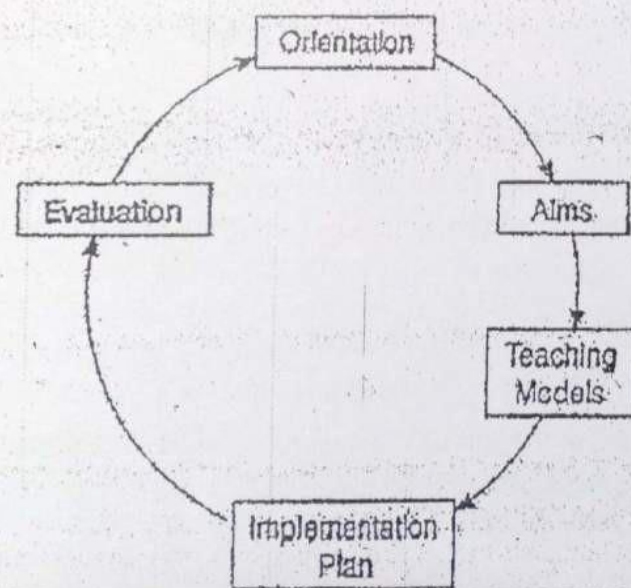 Orientation
Aims
Teaching
Models
Implementation
Plan
Evaluation